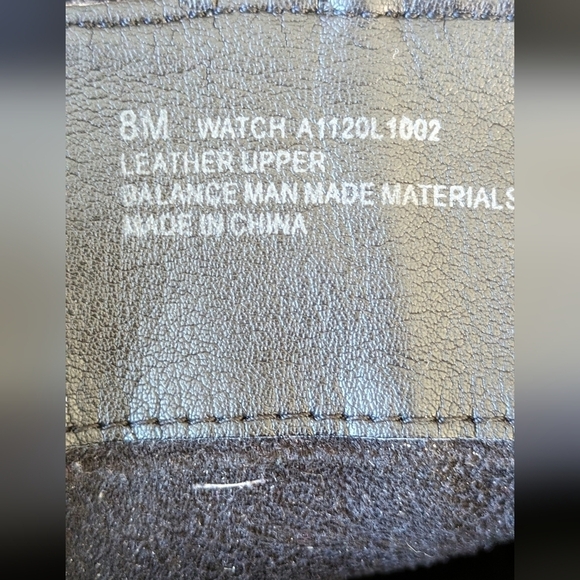 8M WATCH A1120L1002
LEATHER UPPER
BALANCE MAN MADE MATERIALS
MADE IN CHINA